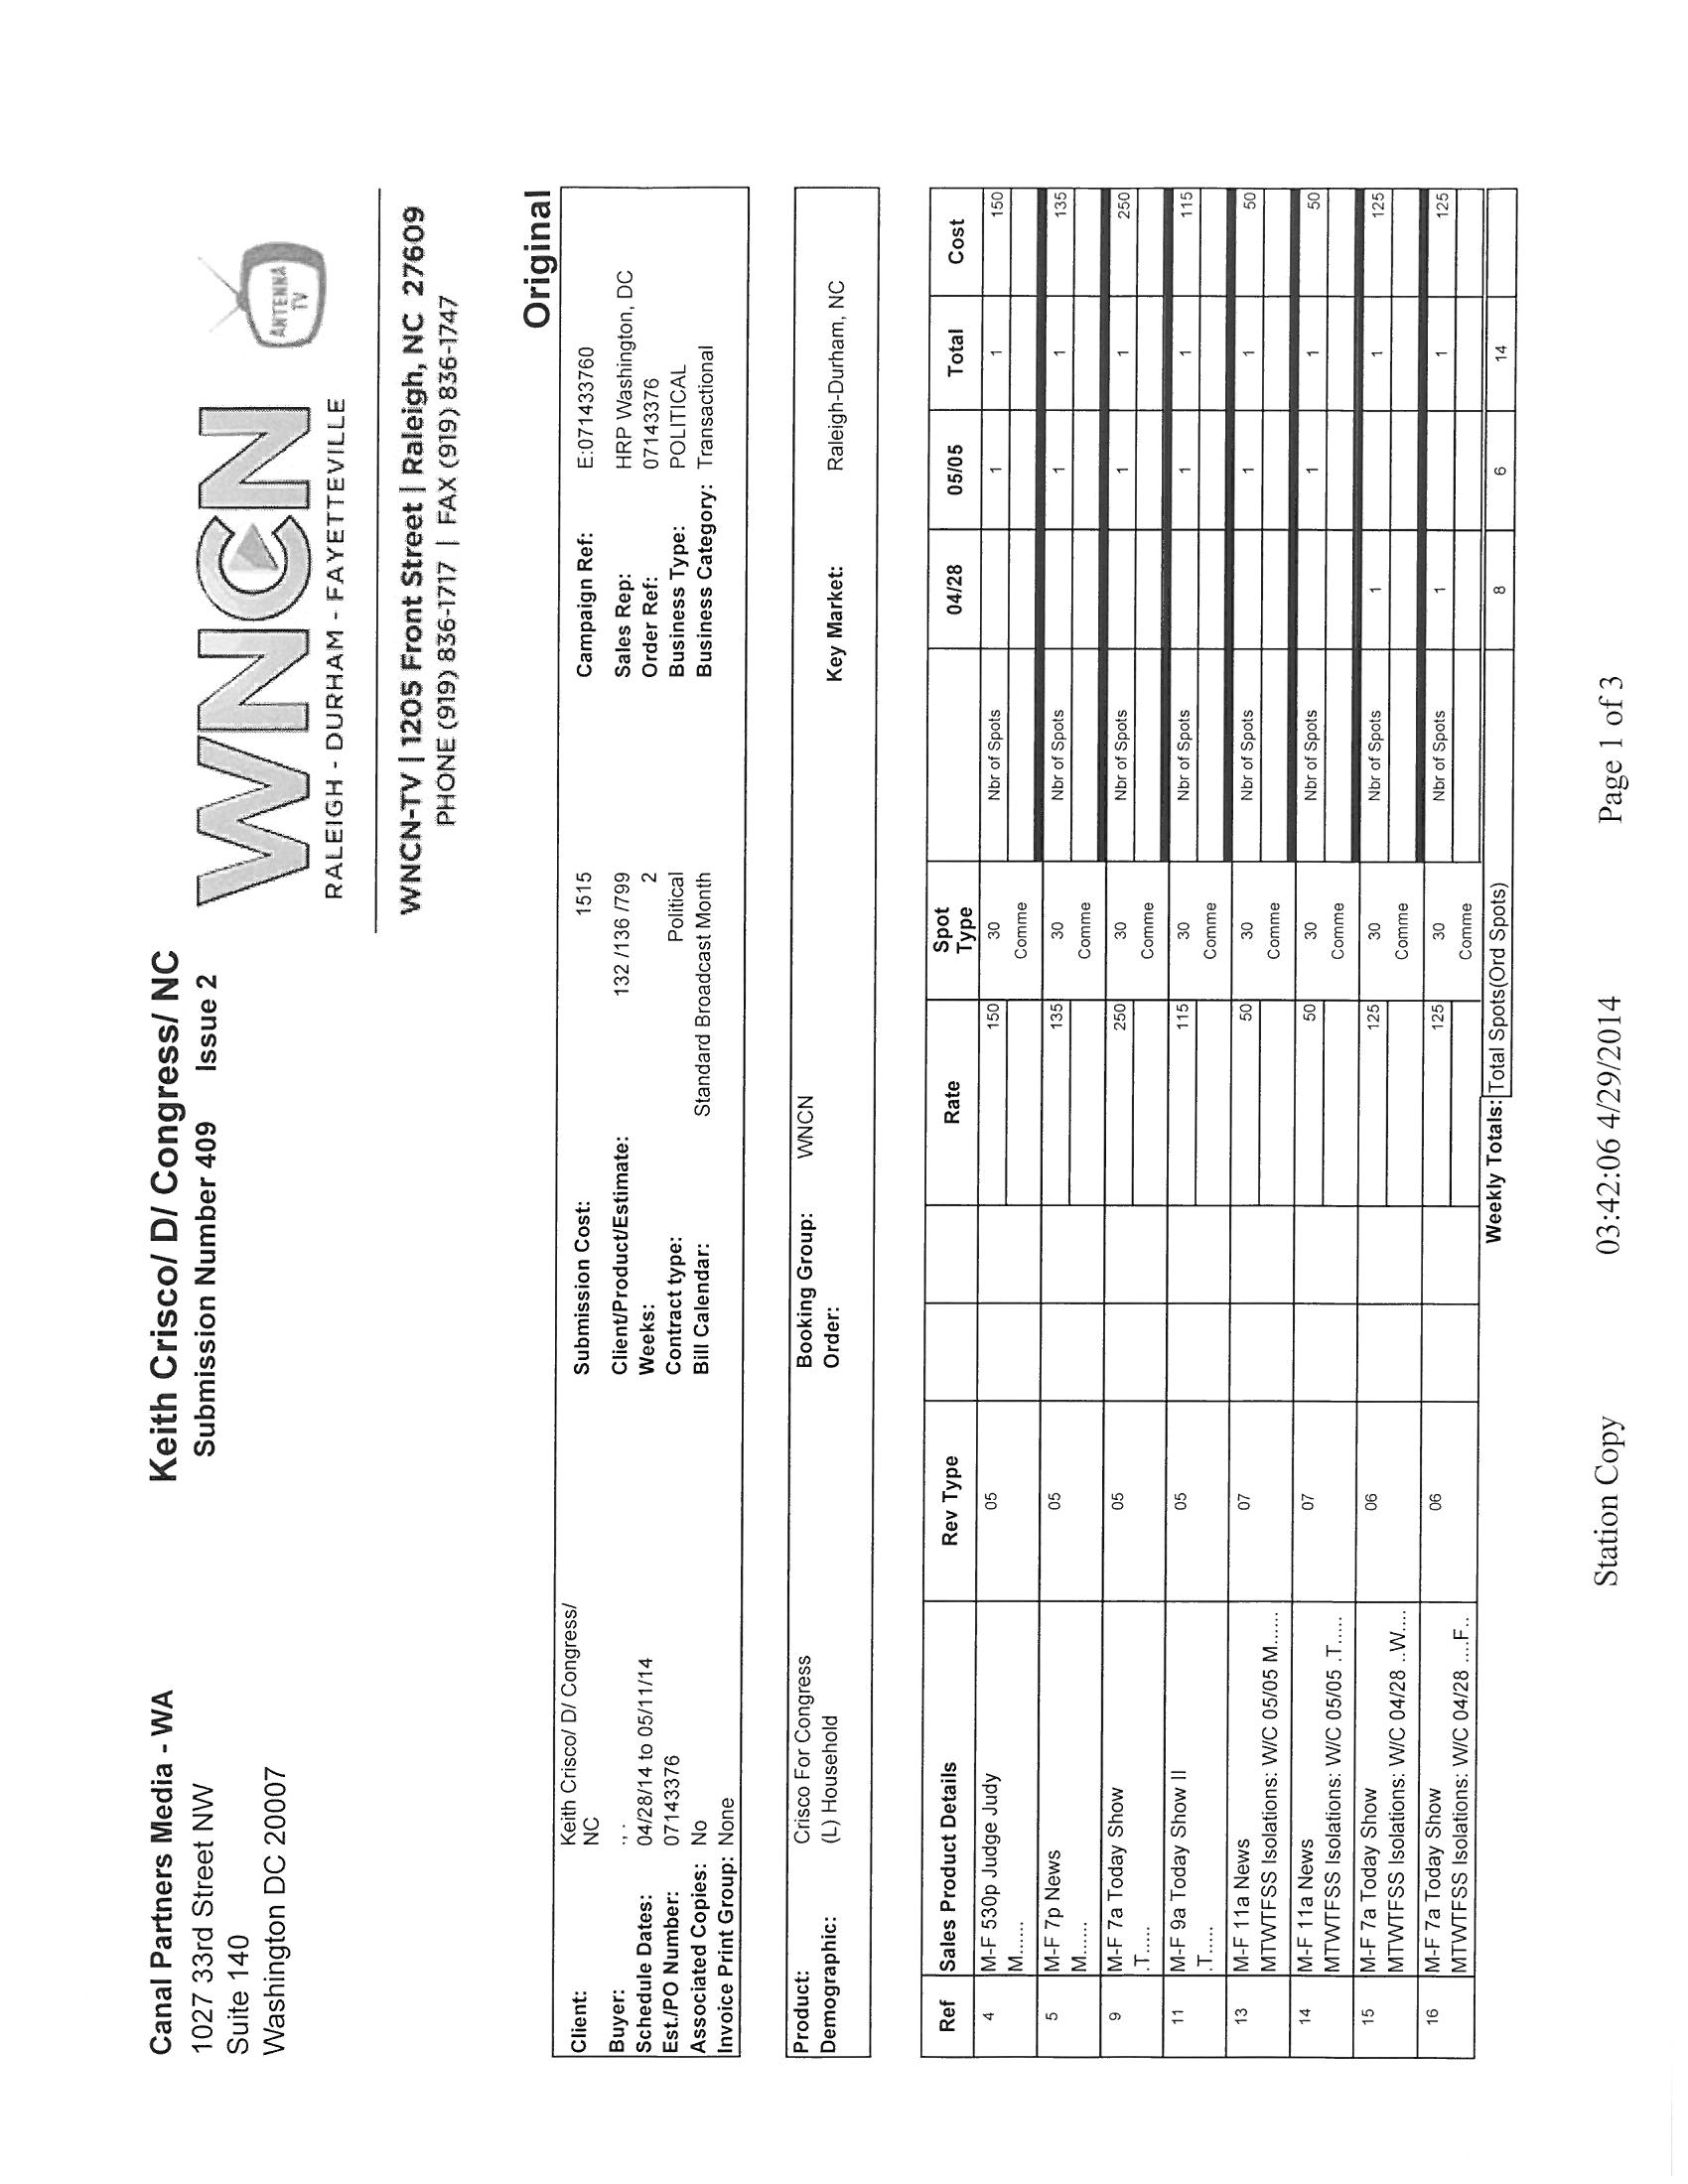 Canal Partners Media - WA
1027 33rd Street NW
Suite 140
Washington DC 20007
Keith Crisco/ D/ Congress/ NC
Submission Number 409 Issue 2
WNCN
RALEIGH - DURHAM - FAYETTEVILLE
ANTENNA
TV
WNCN-TV | 1205 Front Street | Raleigh, NC 27609
PHONE (919) 836-1717 | FAX (919) 836-1747
Original
Client: Keith Crisco/ D/ Congress/ Submission Cost: 1515 Campaign Ref: E:071433760
NC
Buyer: ., . Client/Product/Estimate: 132 /136 /799 Sales Rep: HRP Washington, DC
Schedule Dates: 04/28/14 to 05/11/14 Weeks: 2 Order Ref: 07143376
Est./PO Number: 07143376 Contract type: Political Business Type: POLITICAL
Associated Copies: No Bill Calendar: Standard Broadcast Month Business Category: Transactional
Invoice Print Group: None
Product: Crisco For Congress Booking Group: WNCN
Demographic: (L) Household Order: Key Market: Raleigh-Durham, NC
Ref Sales Product Details Rev Type Rate Spot Type 04/28 05/05 Total Cost
4 M-F 530p Judge Judy 05 150 30 Nbr of Spots 1 1 150
M...... Comme
5 M-F 7p News 05 135 30 Nbr of Spots 1 1 135
M...... Comme
9 M-F 7a Today Show 05 250 30 Nbr of Spots 1 1 250
.T..... Comme
11 M-F 9a Today Show II 05 115 30 Nbr of Spots 1 1 115
.T..... Comme
13 M-F 11a News 07 50 30 Nbr of Spots 1 1 50
MTWTFSS Isolations: W/C 05/05 M...... Comme
14 M-F 11a News 07 50 30 Nbr of Spots 1 1 50
MTWTFSS Isolations: W/C 05/05 .T..... Comme
15 M-F 7a Today Show 06 125 30 Nbr of Spots 1 1 125
MTWTFSS Isolations: W/C 04/28 ..W.... Comme
16 M-F 7a Today Show 06 125 30 Nbr of Spots 1 1 125
MTWTFSS Isolations: W/C 04/28 ....F.. Comme
Weekly Totals: Total Spots(Ord Spots) 8 6 14
Station Copy 03:42:06 4/29/2014 Page 1 of 3